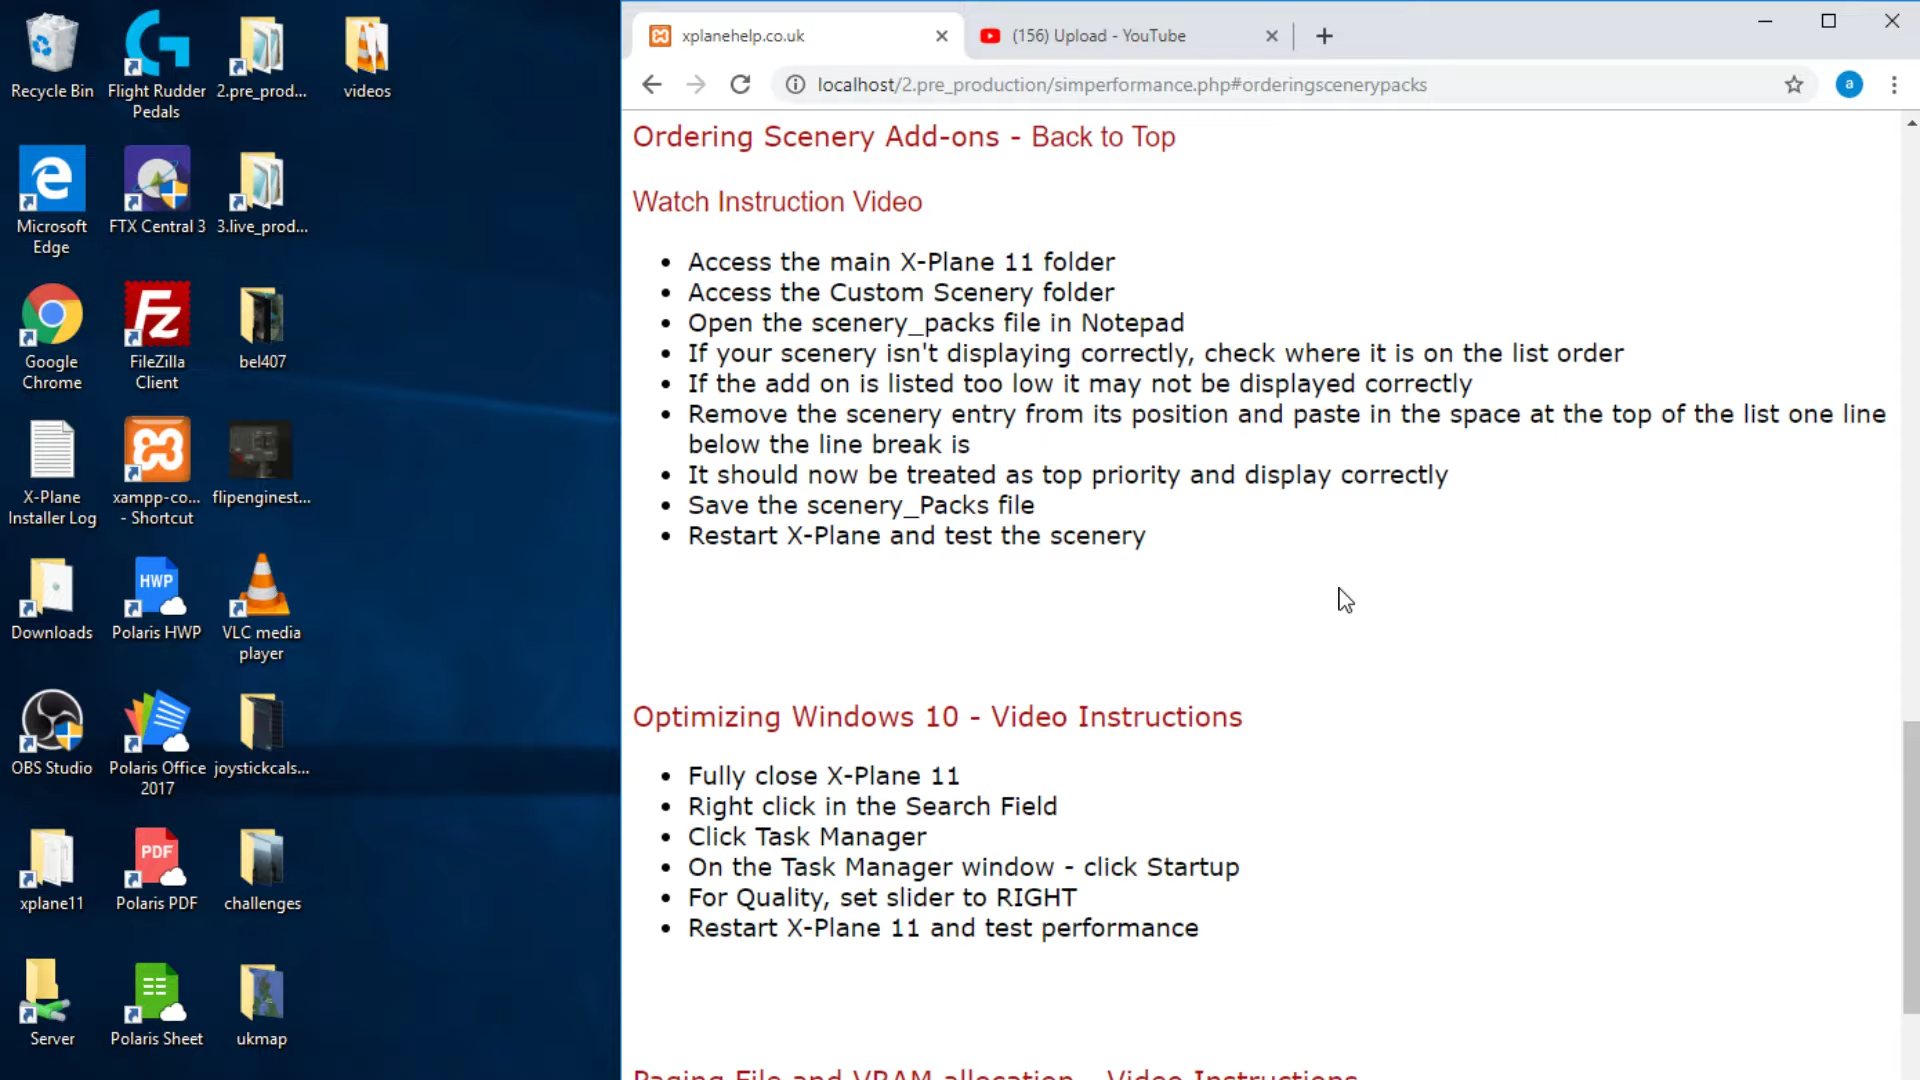 Recycle Bin
Flight Rudder
Pedals
2.pre_prod...
videos
Microsoft
Edge
FTX Central 3
3.live_prod...
Google
Chrome
FileZilla
Client
bel407
X-Plane
Installer Log
xampp-co...
- Shortcut
flipenginest...
Downloads
HWP
Polaris HWP
VLC media
player
OBS Studio
Polaris Office
2017
joystickcals...
xplane11
PDF
Polaris PDF
challenges
Server
Polaris Sheet
ukmap
xplanehelp.co.uk
(156) Upload - YouTube
localhost/2.pre_production/simperformance.php#orderingscenerypacks
a
Ordering Scenery Add-ons - Back to Top
Watch Instruction Video
• Access the main X-Plane 11 folder
• Access the Custom Scenery folder
• Open the scenery_packs file in Notepad
• If your scenery isn't displaying correctly, check where it is on the list order
• If the add on is listed too low it may not be displayed correctly
• Remove the scenery entry from its position and paste in the space at the top of the list one line
below the line break is
• It should now be treated as top priority and display correctly
• Save the scenery_Packs file
• Restart X-Plane and test the scenery
Optimizing Windows 10 - Video Instructions
• Fully close X-Plane 11
• Right click in the Search Field
• Click Task Manager
• On the Task Manager window - click Startup
• For Quality, set slider to RIGHT
• Restart X-Plane 11 and test performance
Paging File and VRAM allocation - Video Instructions